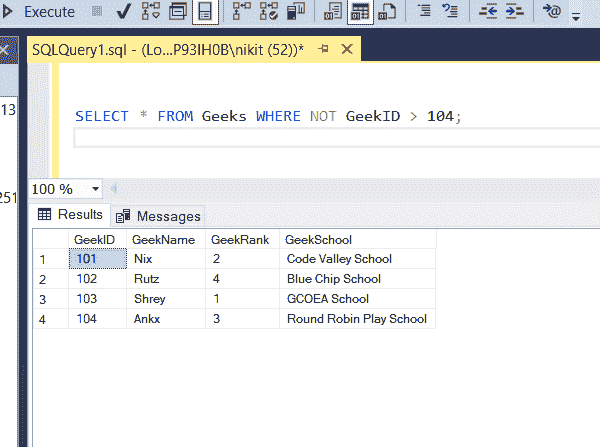 Execute
SQLQuery1.sql - (Lo...P93IH0B\nikit (52))*
13
SELECT * FROM Geeks WHERE NOT GeekID > 104;
251
100 %
Results Messages
GeekID GeekName GeekRank GeekSchool
1 101 Nix 2 Code Valley School
2 102 Rutz 4 Blue Chip School
3 103 Shrey 1 GCOEA School
4 104 Ankx 3 Round Robin Play School